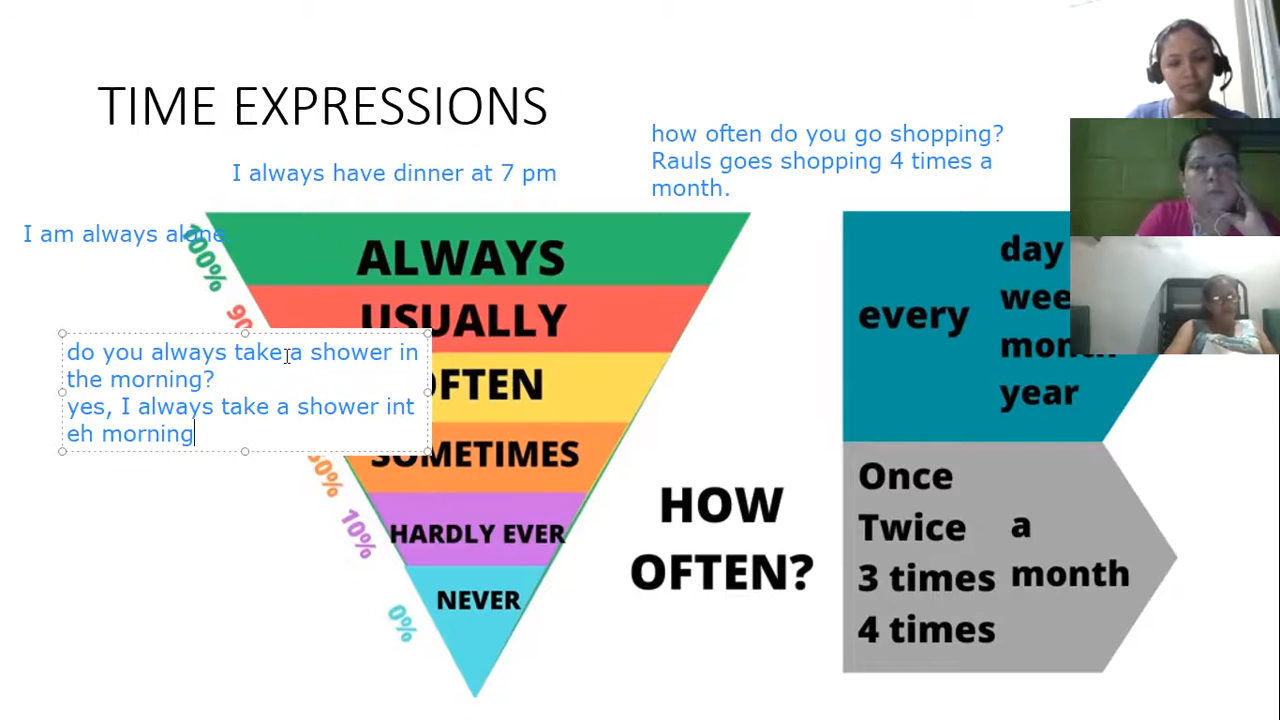 TIME EXPRESSIONS
how often do you go shopping?
Rauls goes shopping 4 times a
month.
I always have dinner at 7 pm
I am always alone.
100%
ALWAYS
90
USUALLY
do you always take a shower in
the morning?
yes, I always take a shower int
eh morning
OFTEN
SOMETIMES
10%
HARDLY EVER
0%
NEVER
HOW
OFTEN?
every
day
wee
month
year
Once
Twice
3 times
4 times
a
month